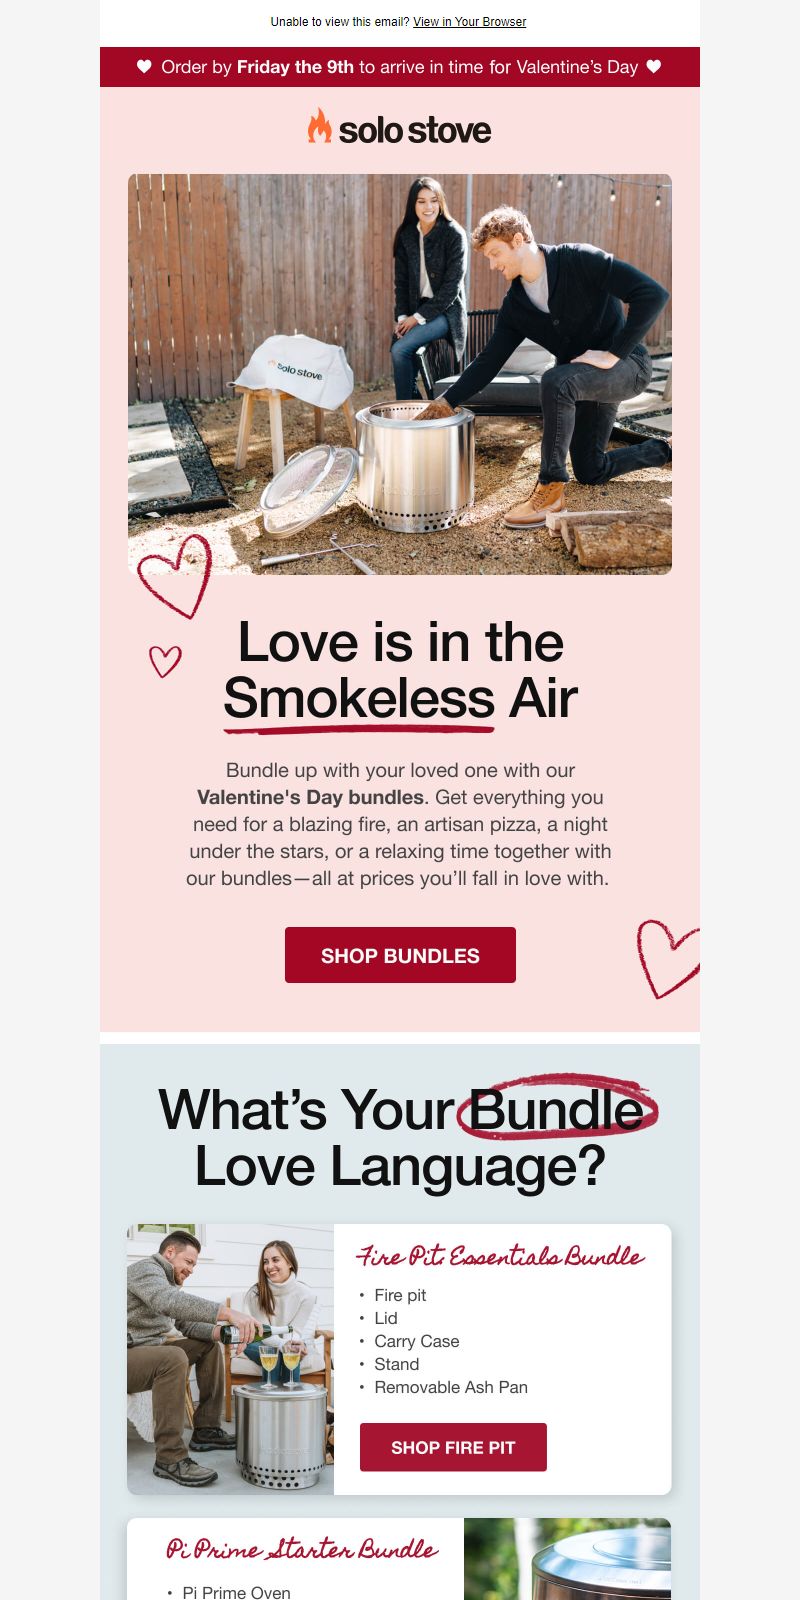 Unable to view this email? View in Your Browser
Order by Friday the 9th to arrive in time for Valentine’s Day
solo stove
solo stove
Love is in the
Smokeless Air
Bundle up with your loved one with our
Valentine's Day bundles. Get everything you
need for a blazing fire, an artisan pizza, a night
under the stars, or a relaxing time together with
our bundles—all at prices you’ll fall in love with.
SHOP BUNDLES
What’s Your Bundle
Love Language?
Fire Pit Essentials Bundle
• Fire pit
• Lid
• Carry Case
• Stand
• Removable Ash Pan
SHOP FIRE PIT
Pi Prime Starter Bundle
• Pi Prime Oven